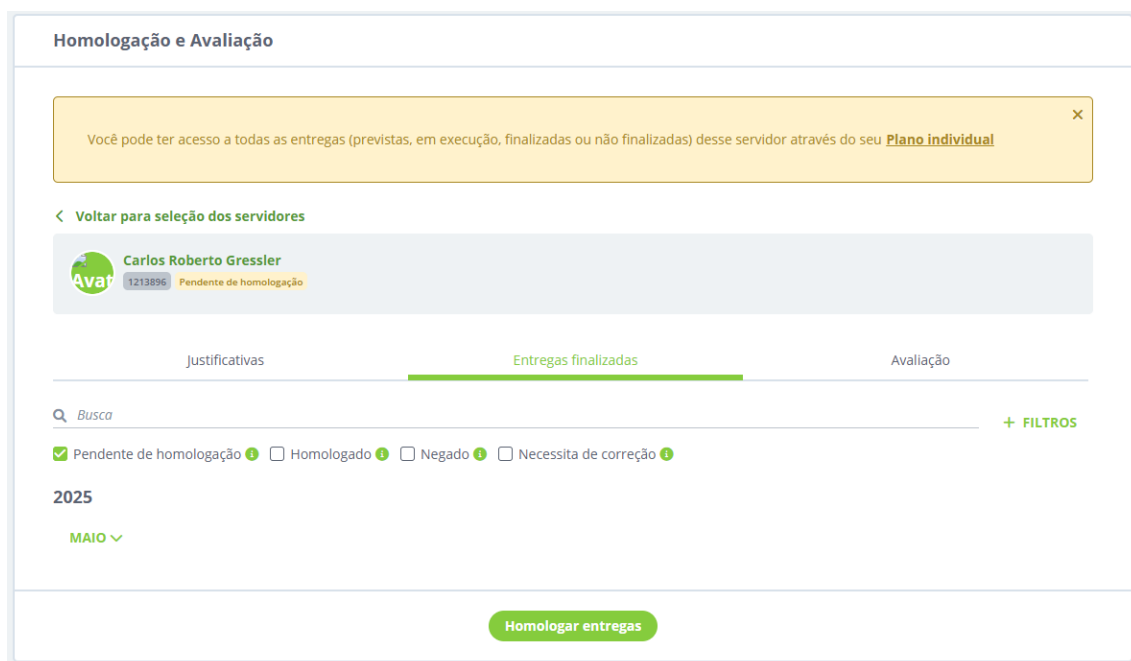 Homologação e Avaliação
Você pode ter acesso a todas as entregas (previstas, em execução, finalizadas ou não finalizadas) desse servidor através do seu Plano individual
Voltar para seleção dos servidores
Carlos Roberto Gressler
Avat
1213896 Pendente de homologação
Justificativas Entregas finalizadas Avaliação
Busca
+ FILTROS
Pendente de homologação Homologado Negado Necessita de correção
2025
MAIO
Homologar entregas